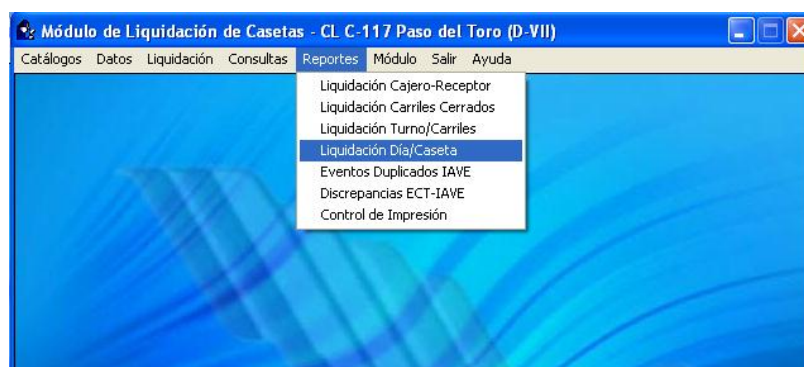 Módulo de Liquidación de Casetas - CL C-117 Paso del Toro (D-VII)
Catálogos Datos Liquidación Consultas Reportes Módulo Salir Ayuda
Liquidación Cajero-Receptor
Liquidación Carriles Cerrados
Liquidación Turno/Carriles
Liquidación Día/Caseta
Eventos Duplicados IAVE
Discrepancias ECT-IAVE
Control de Impresión